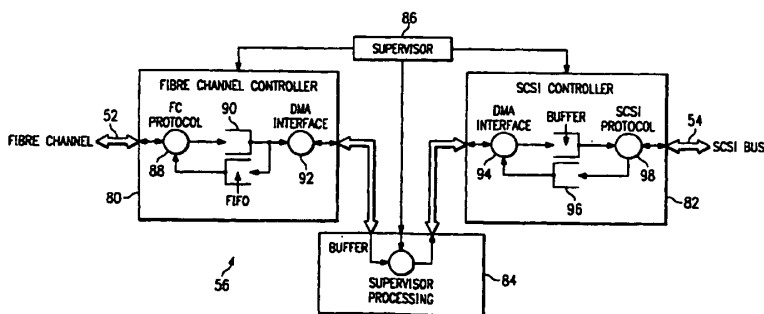 86
SUPERVISOR
FIBRE CHANNEL CONTROLLER
SCSI CONTROLLER
52
FC
PROTOCOL
90
DMA
INTERFACE
DMA
INTERFACE
BUFFER
SCSI
PROTOCOL
54
FIBRE CHANNEL
SCSI BUS
88
92
94
98
80
FIFO
96
82
BUFFER
56
SUPERVISOR
PROCESSING
84